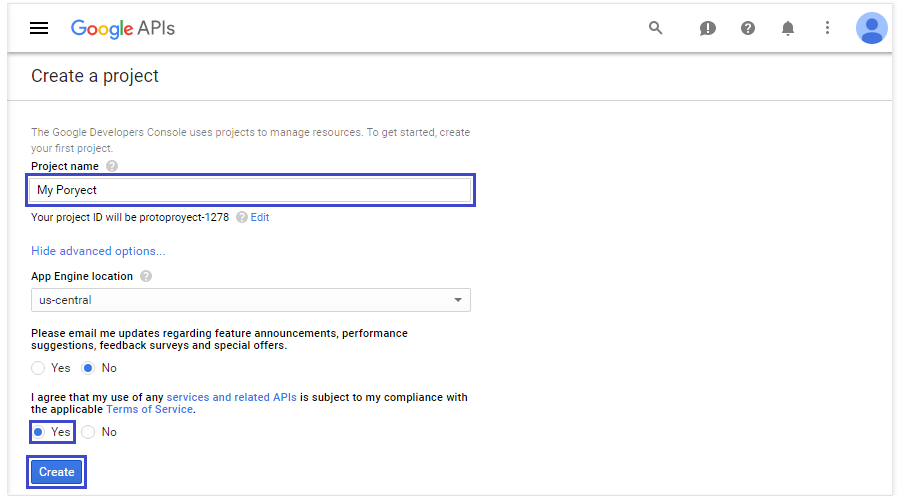 Google APIs
Create a project
The Google Developers Console uses projects to manage resources. To get started, create
your first project.
Project name
My Poryect
Your project ID will be protoproyect-1278 Edit
Hide advanced options...
App Engine location
us-central
Please email me updates regarding feature announcements, performance
suggestions, feedback surveys and special offers.
Yes No
I agree that my use of any services and related APIs is subject to my compliance with
the applicable Terms of Service.
Yes No
Create